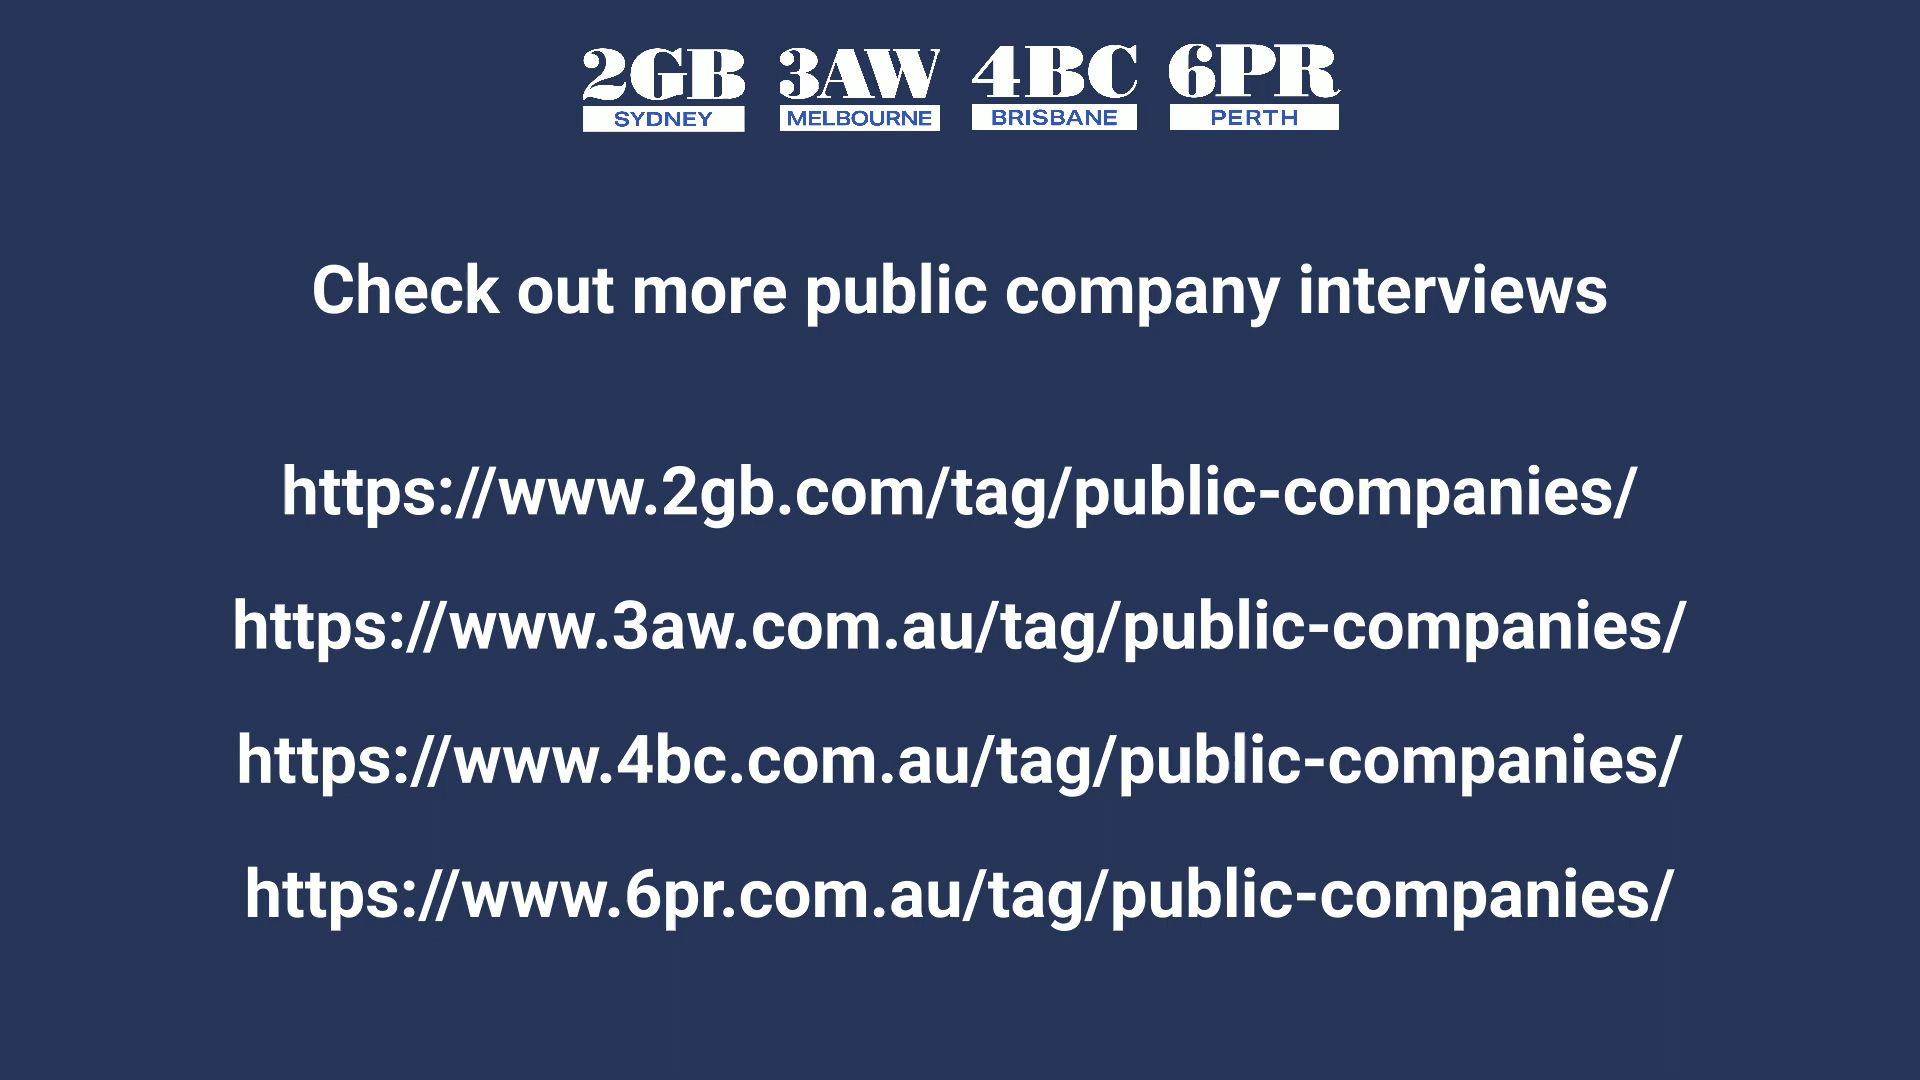 2GB 3AW 4BC 6PR
SYDNEY MELBOURNE BRISBANE PERTH
Check out more public company interviews
https://www.2gb.com/tag/public-companies/
https://www.3aw.com.au/tag/public-companies/
https://www.4bc.com.au/tag/public-companies/
https://www.6pr.com.au/tag/public-companies/